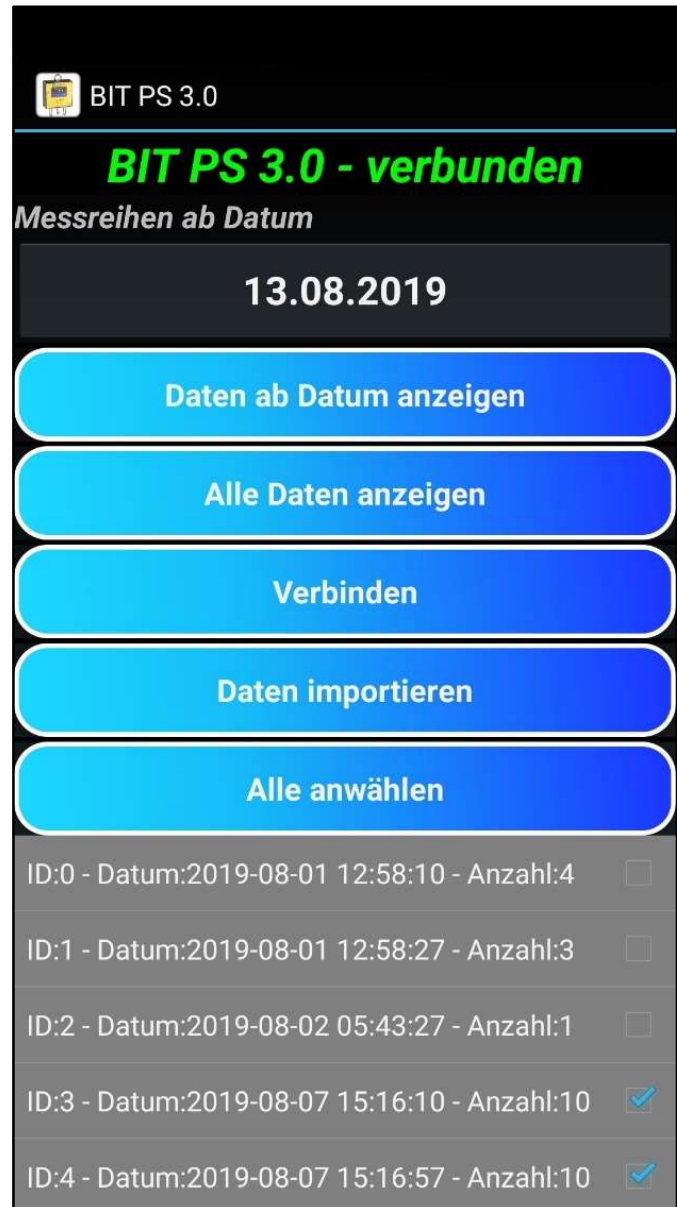 BIT PS 3.0
BIT PS 3.0 - verbunden
Messreihen ab Datum
13.08.2019
Daten ab Datum anzeigen
Alle Daten anzeigen
Verbinden
Daten importieren
Alle anwählen
ID:0 - Datum:2019-08-01 12:58:10 - Anzahl:4
ID:1 - Datum:2019-08-01 12:58:27 - Anzahl:3
ID:2 - Datum:2019-08-02 05:43:27 - Anzahl:1
ID:3 - Datum:2019-08-07 15:16:10 - Anzahl:10
ID:4 - Datum:2019-08-07 15:16:57 - Anzahl:10